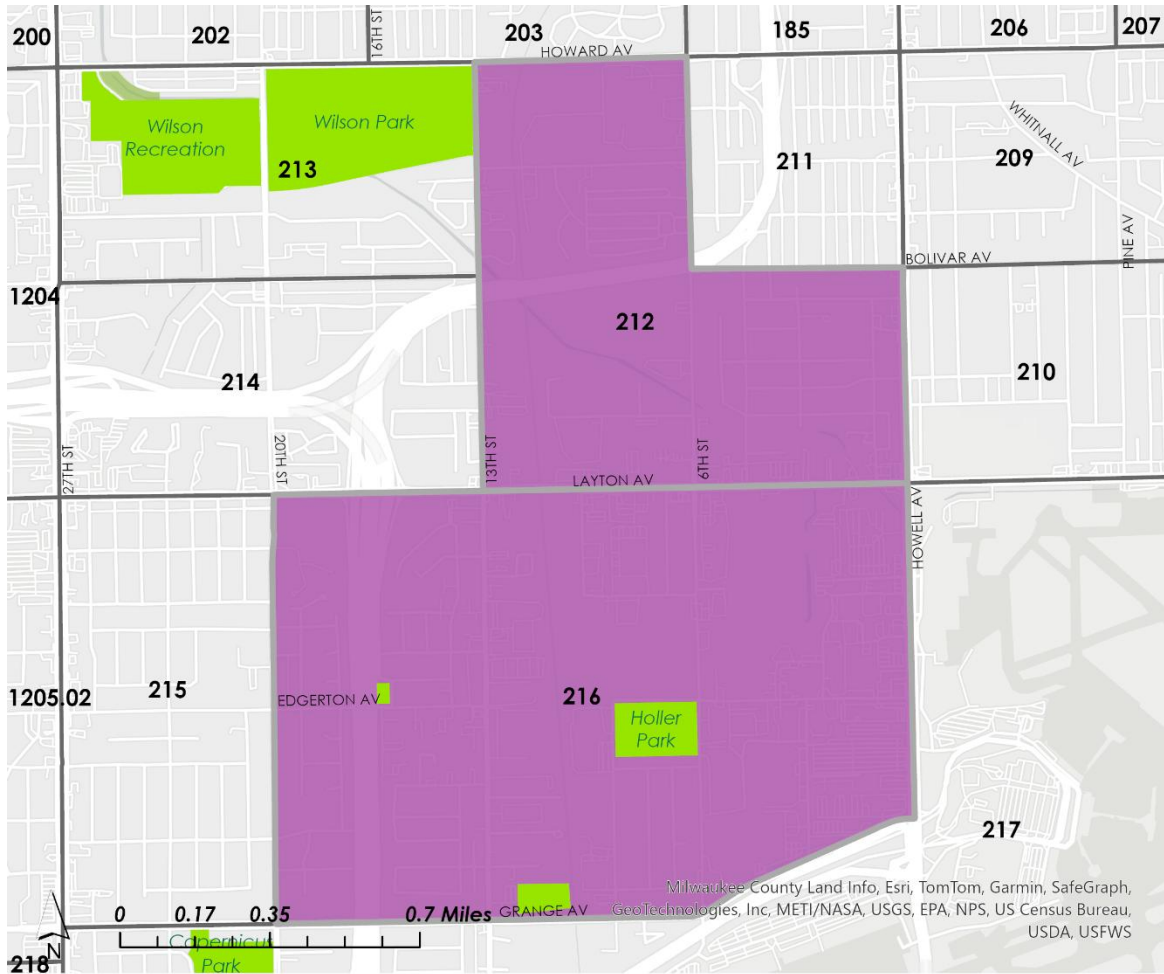 200
202
16TH ST
203
HOWARD AV
185
206
207
Wilson
Recreation
Wilson Park
213
211
WHITNALL AV
209
PINE AV
BOLIVAR AV
1204
212
214
210
27TH ST
20TH ST
13TH ST
6TH ST
LAYTON AV
HOWELL AV
1205.02
215
EDGERTON AV
216
Holler
Park
217
0 0.17 0.35 0.7 Miles
GRANGE AV
N
218
Copernicus
Park
Milwaukee County Land Info, Esri, TomTom, Garmin, SafeGraph,
GeoTechnologies, Inc, METI/NASA, USGS, EPA, NPS, US Census Bureau,
USDA, USFWS